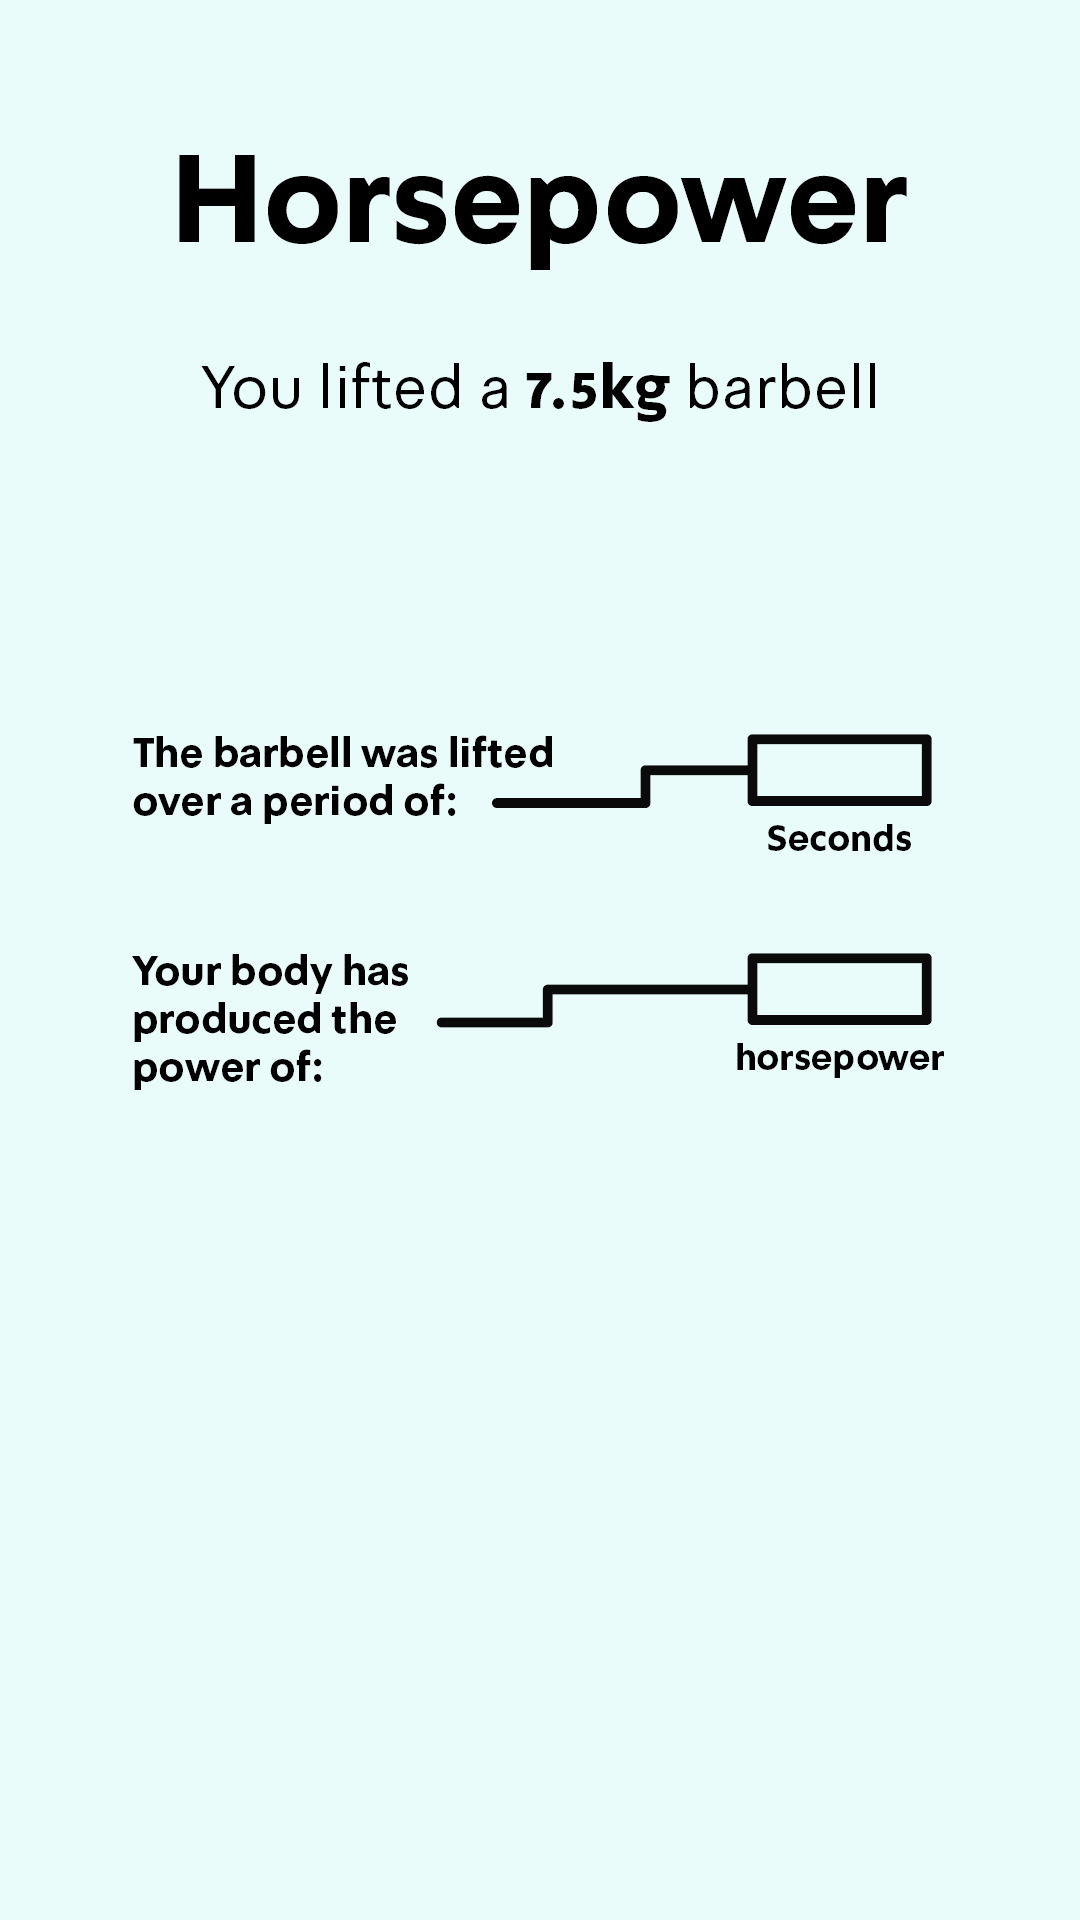 Horsepower
You lifted a 7.5kg barbell
The barbell was lifted
over a period of:
Seconds
Your body has
produced the
power of:
horsepower